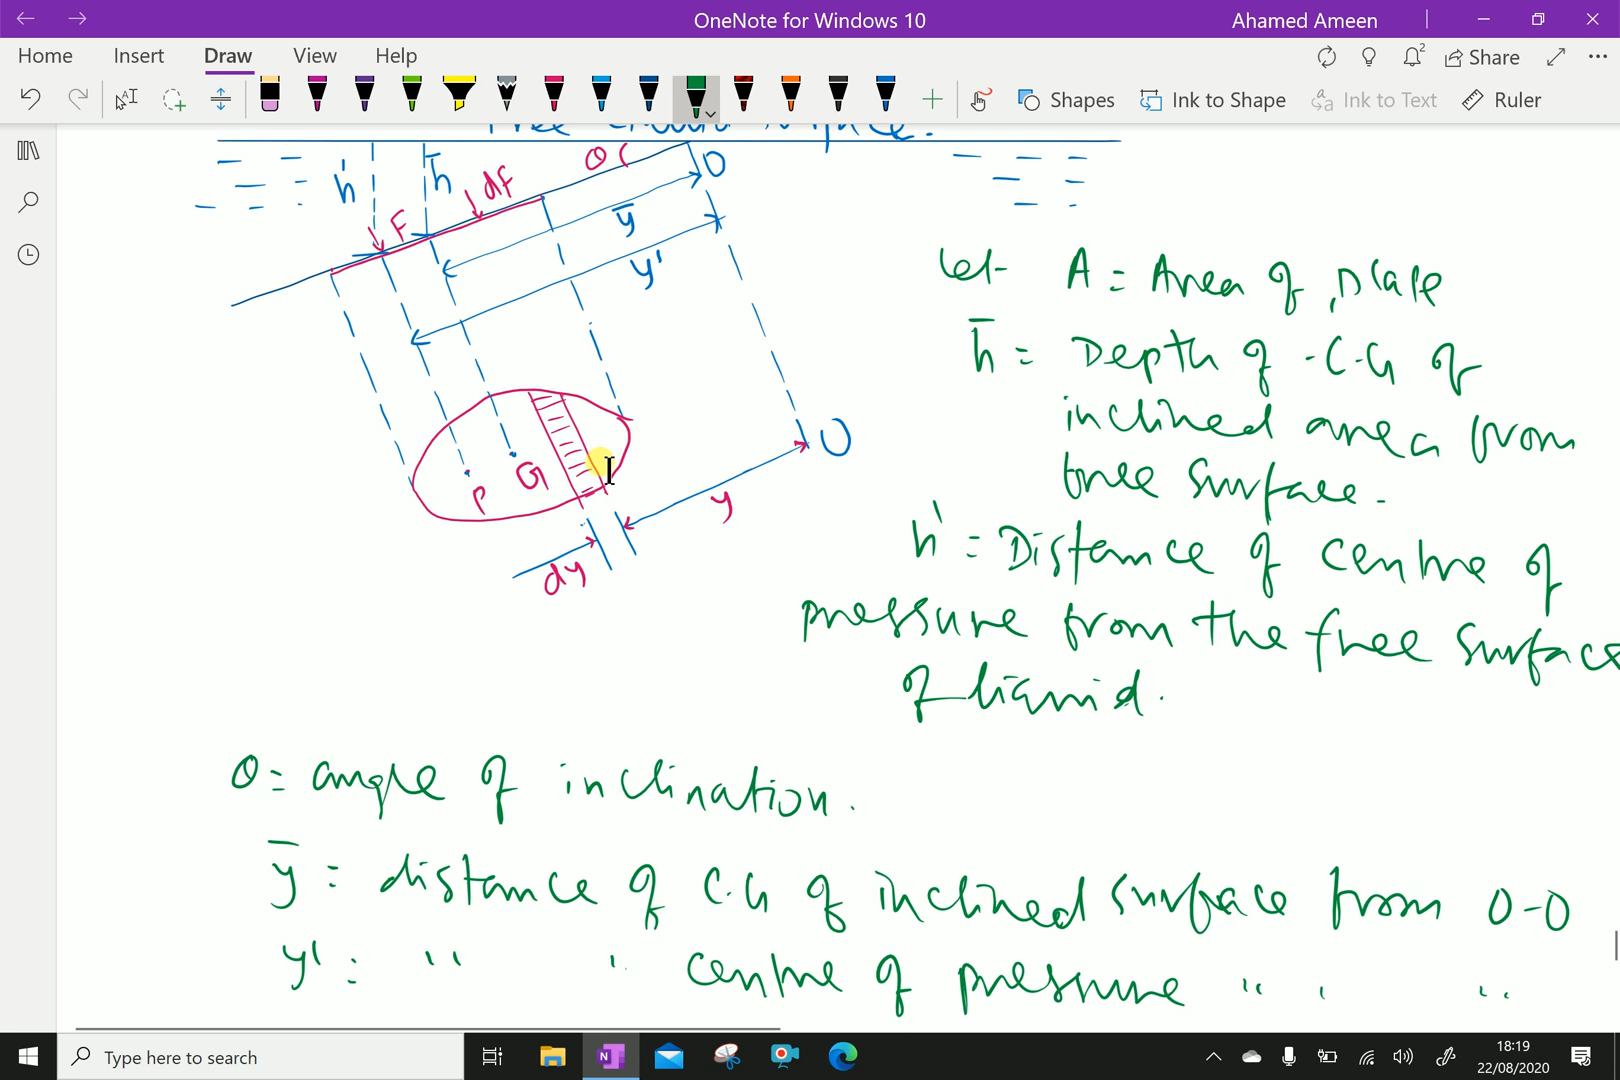 OneNote for Windows 10
Ahamed Ameen
Home Insert Draw View Help
2
Share
Shapes
Ink to Shape
Ink to Text
Ruler
Free surface.
h'
h̄
dF
θ
O
F
ȳ
y'
P
G
O
y
dy
Let A = Area of plate
h̄ = Depth of C.G of
inclined area from
free surface.
h' = Distance of centre of
pressure from the free surface
of liquid.
θ = angle of inclination.
ȳ = distance of C.G of inclined surface from O-O
y' = " " centre of pressure " " "
Type here to search
18:19
22/08/2020